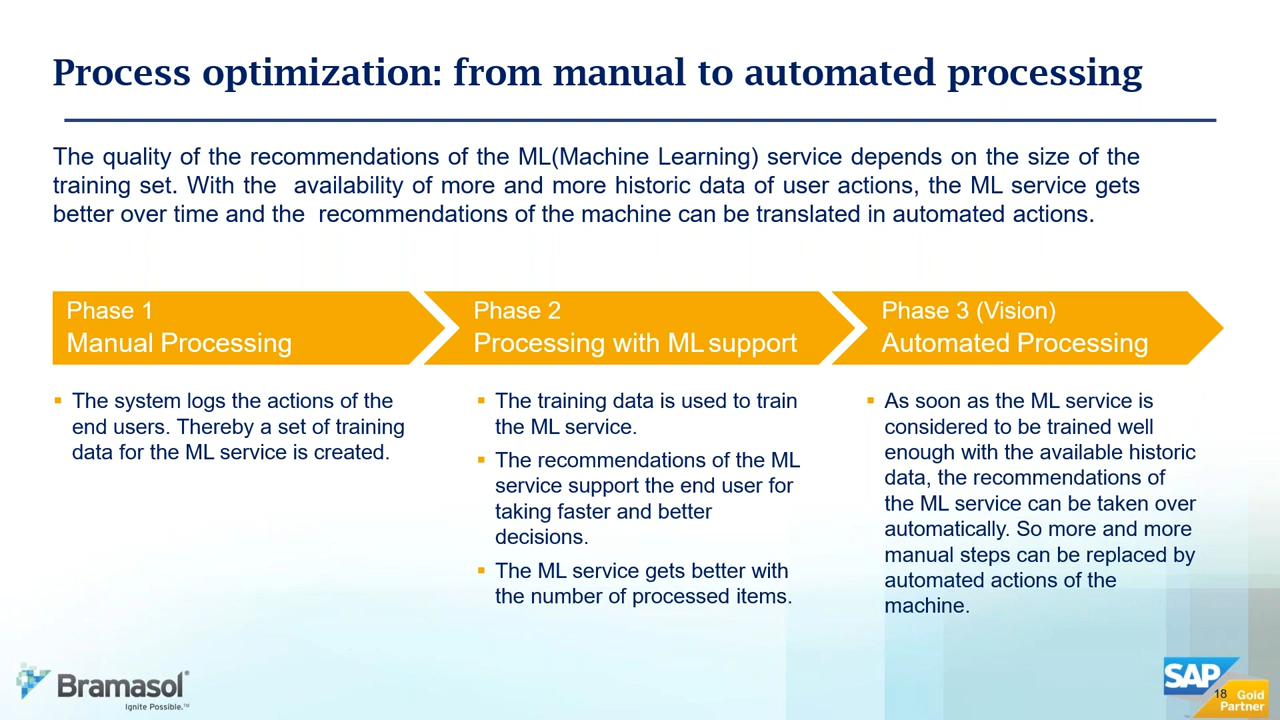 Process optimization: from manual to automated processing
The quality of the recommendations of the ML(Machine Learning) service depends on the size of the
training set. With the  availability of more and more historic data of user actions, the ML service gets
better over time and the  recommendations of the machine can be translated in automated actions.
Phase 1
Manual Processing
▪ The system logs the actions of the
end users. Thereby a set of training
data for the ML service is created.
Phase 2
Processing with ML support
▪ The training data is used to train
the ML service.
▪ The recommendations of the ML
service support the end user for
taking faster and better
decisions.
▪ The ML service gets better with
the number of processed items.
Phase 3 (Vision)
Automated Processing
▪ As soon as the ML service is
considered to be trained well
enough with the available historic
data, the recommendations of
the ML service can be taken over
automatically. So more and more
manual steps can be replaced by
automated actions of the
machine.
Bramasol®
Ignite Possible.™
SAP
18
Gold
Partner